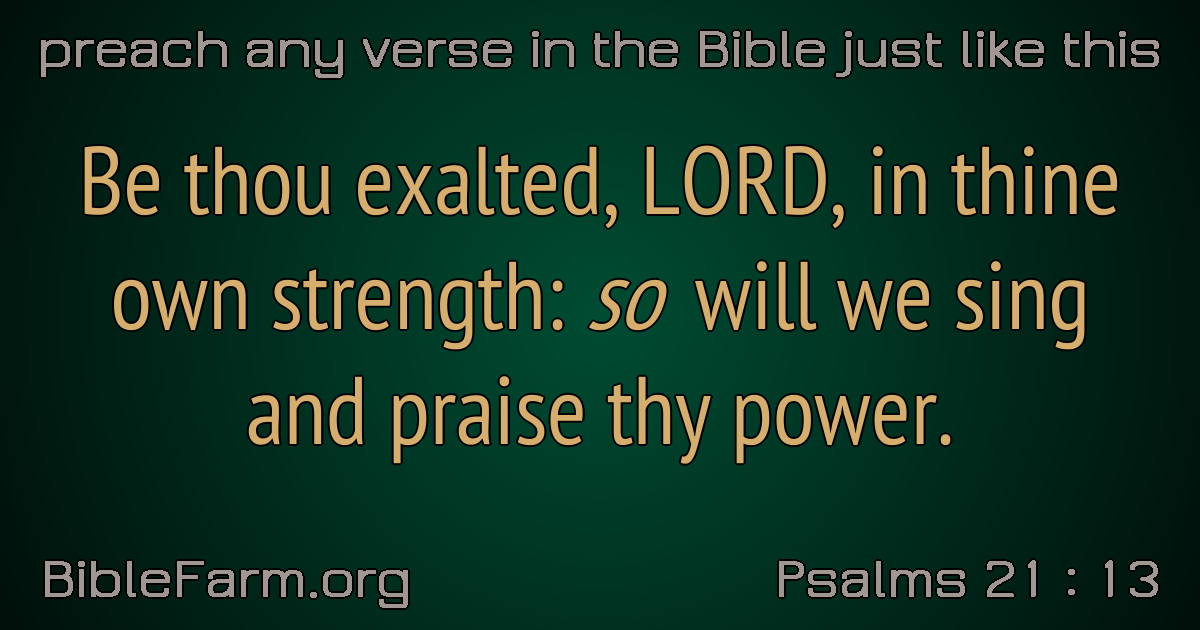 preach any verse in the Bible just like this
Be thou exalted, LORD, in thine
own strength: so will we sing
and praise thy power.
BibleFarm.org
Psalms 21 : 13